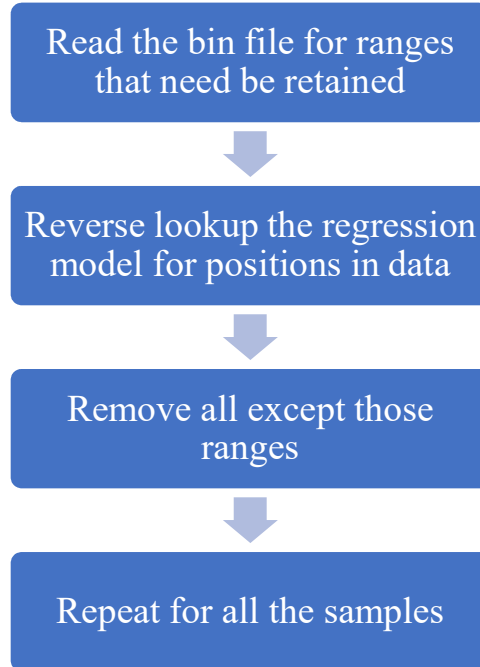 Read the bin file for ranges
that need be retained
Reverse lookup the regression
model for positions in data
Remove all except those
ranges
Repeat for all the samples